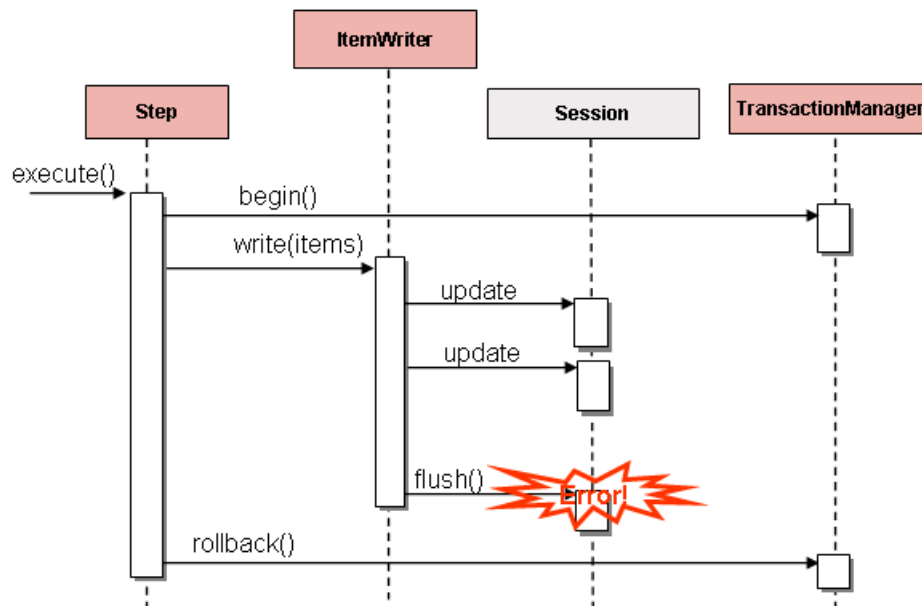 ItemWriter
Step
Session
TransactionManager
execute()
begin()
write(items)
update
update
flush()
Error!
rollback()